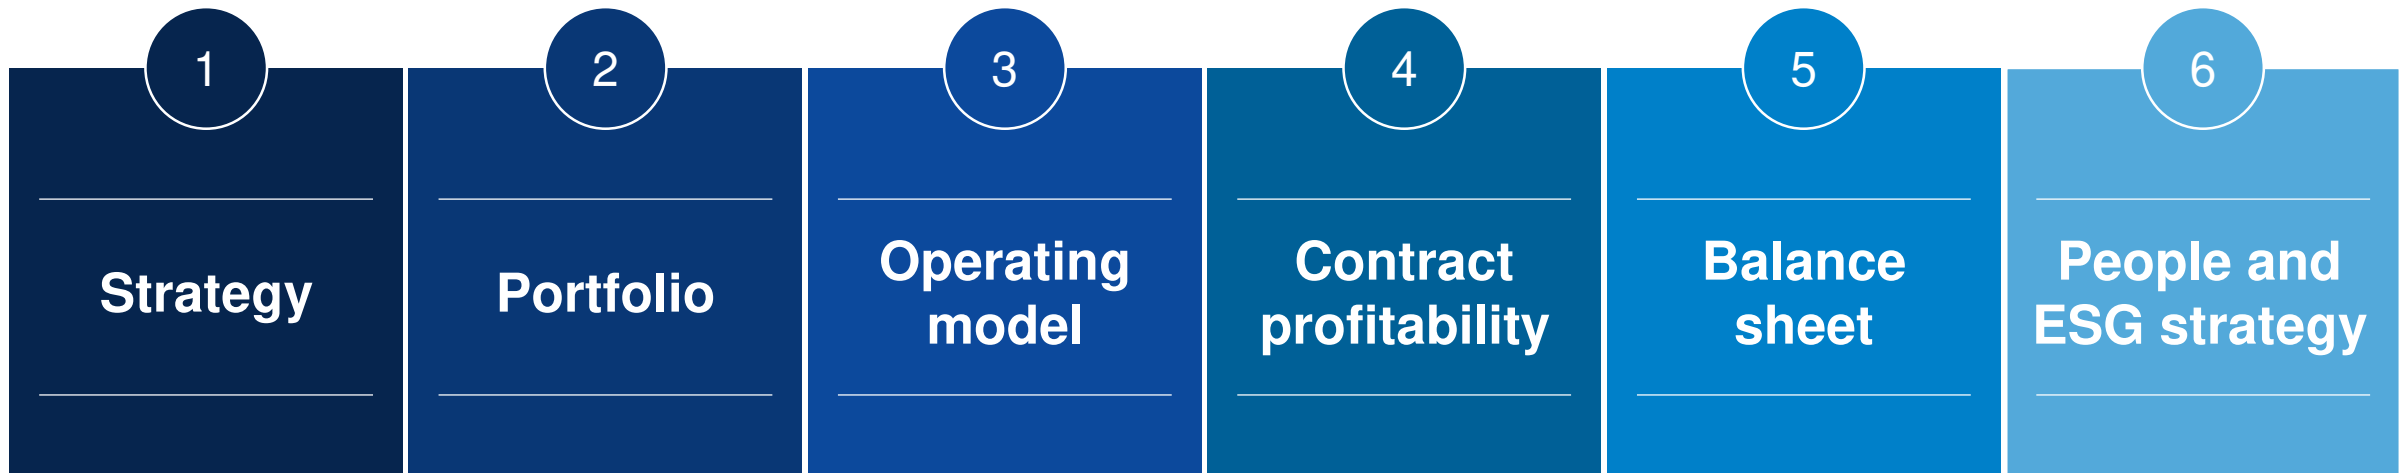 1
Strategy
2
Portfolio
3
Operating
model
4
Contract
profitability
5
Balance
sheet
6
People and
ESG strategy